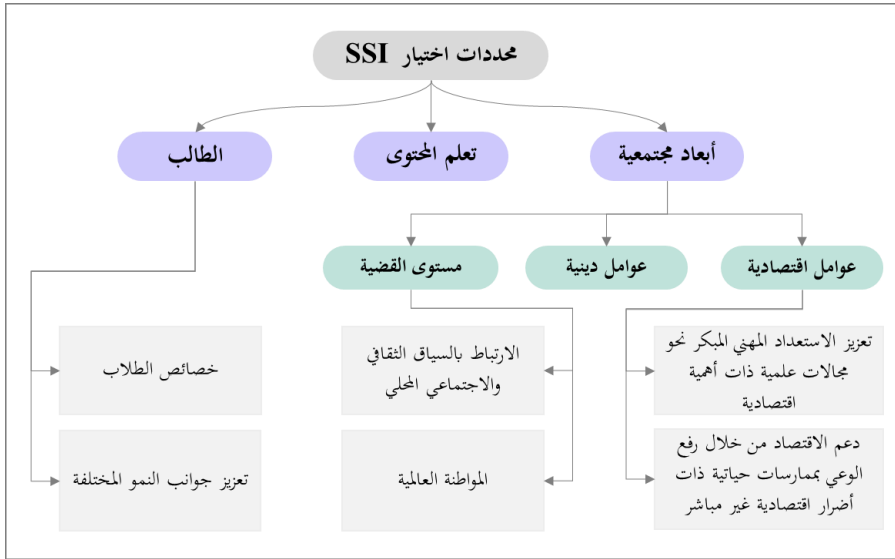 محددات اختيار SSI
أبعاد مجتمعية
تعلم المحتوى
الطالب
عوامل اقتصادية
عوامل دينية
مستوى القضية
تعزيز الاستعداد المهني المبكر نحو
مجالات علمية ذات أهمية
اقتصادية
دعم الاقتصاد من خلال رفع
الوعي بممارسات حياتية ذات
أضرار اقتصادية غير مباشر
الارتباط بالسياق الثقافي
والاجتماعي المحلي
المواطنة العالمية
خصائص الطلاب
تعزيز جوانب النمو المختلفة